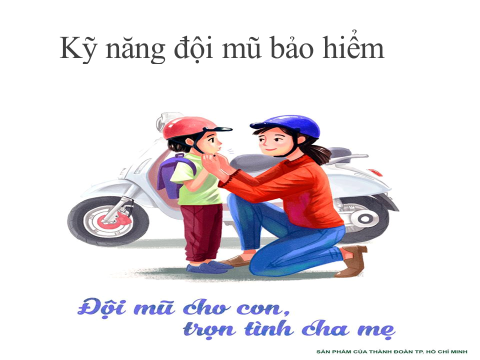 Kỹ năng đội mũ bảo hiểm
Đội mũ cho con,
trọn tình cha mẹ
SẢN PHẨM CỦA THÀNH ĐOÀN TP. HỒ CHÍ MINH